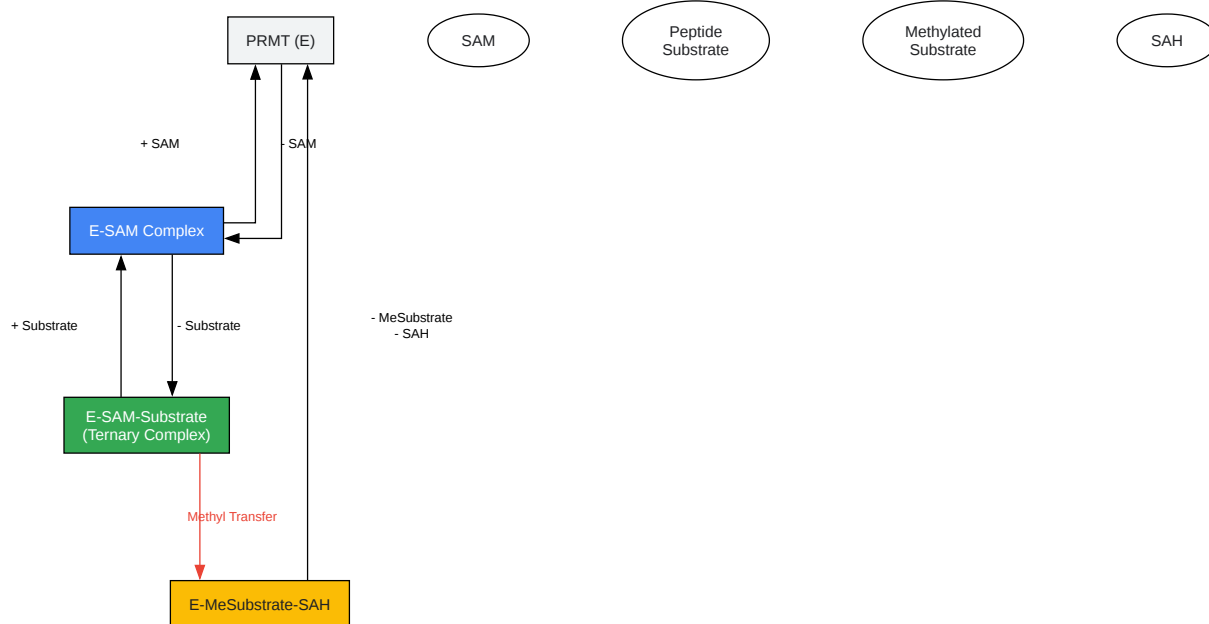 PRMT (E)
SAM
Peptide
Substrate
Methylated
Substrate
SAH
+ SAM
- SAM
E-SAM Complex
+ Substrate
- Substrate
- MeSubstrate
- SAH
E-SAM-Substrate
(Ternary Complex)
Methyl Transfer
E-MeSubstrate-SAH